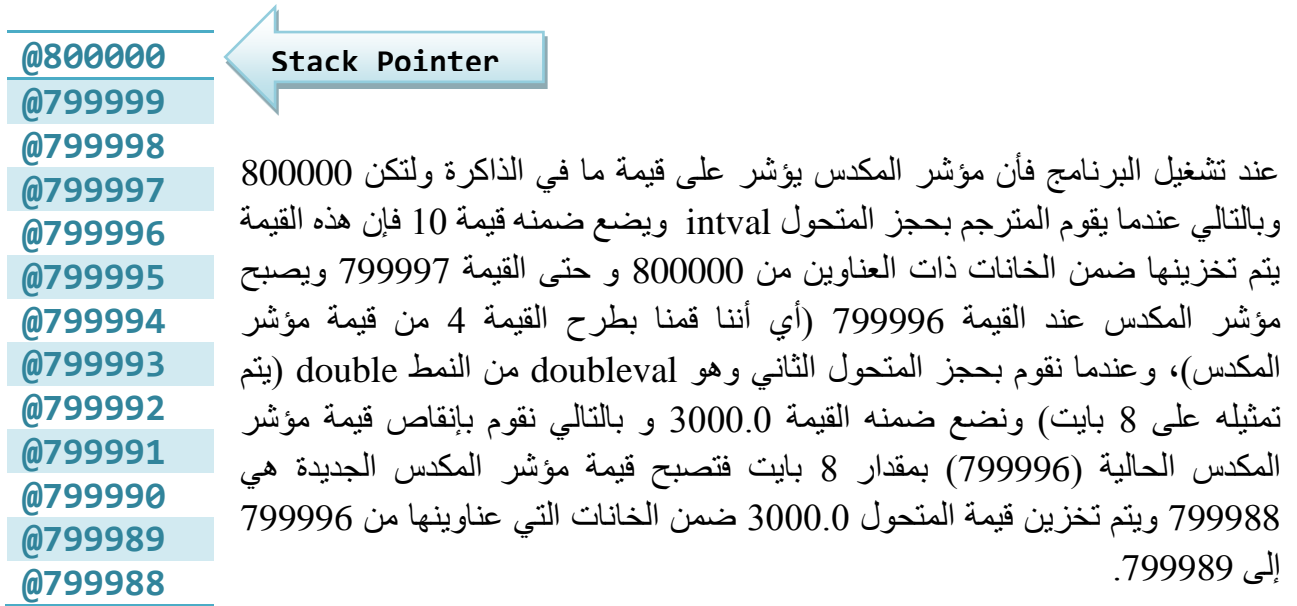 @800000
Stack Pointer
@799999
@799998
@799997
@799996
@799995
@799994
@799993
@799992
@799991
@799990
@799989
@799988
عند تشغيل البرنامج فأن مؤشر المكدس يؤشر على قيمة ما في الذاكرة ولتكن 800000
وبالتالي عندما يقوم المترجم بحجز المتحول intval ويضع ضمنه قيمة 10 فإن هذه القيمة
يتم تخزينها ضمن الخانات ذات العناوين من 800000 و حتى القيمة 799997 ويصبح
مؤشر المكدس عند القيمة 799996 (أي أننا قمنا بطرح القيمة 4 من قيمة مؤشر
المكدس)، وعندما نقوم بحجز المتحول الثاني وهو doubleval من النمط double (يتم
تمثيله على 8 بايت) ونضع ضمنه القيمة 3000.0 و بالتالي نقوم بإنقاص قيمة مؤشر
المكدس الحالية (799996) بمقدار 8 بايت فتصبح قيمة مؤشر المكدس الجديدة هي
799988 ويتم تخزين قيمة المتحول 3000.0 ضمن الخانات التي عناوينها من 799996
إلى 799989.